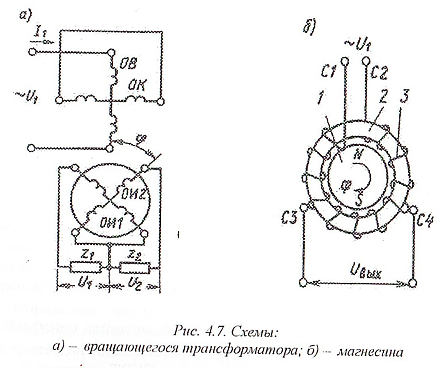 а)
б)
I1
~U1
ОВ
ОК
φ
ОИ2
ОИ1
Z1
Z2
U1
U2
~U1
C1
C2
1
2
3
N
φ
S
C3
C4
Uвых
Рис. 4.7. Схемы:
а) – вращающегося трансформатора; б) – магнесина